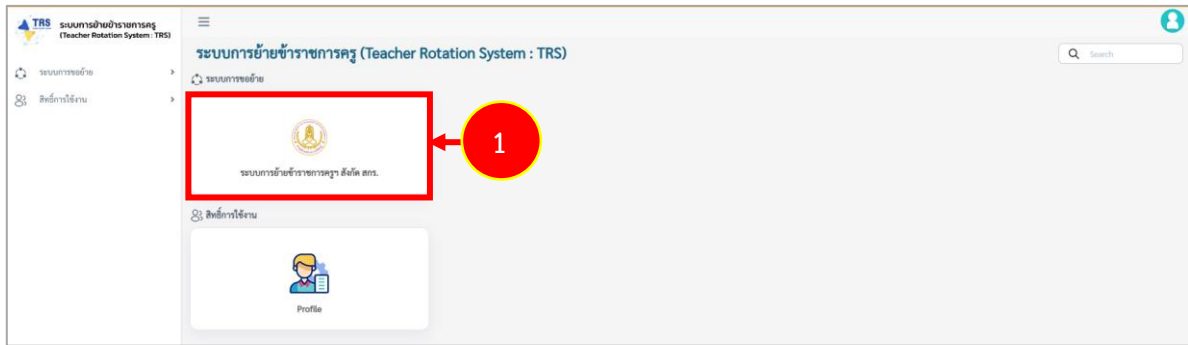 TRS ระบบการย้ายข้าราชการครู
(Teacher Rotation System : TRS)
ระบบการขอย้าย
สิทธิ์การใช้งาน
ระบบการย้ายข้าราชการครู (Teacher Rotation System : TRS)
Search
ระบบการขอย้าย
ระบบการย้ายข้าราชการครูฯ สังกัด สกร.
1
สิทธิ์การใช้งาน
Profile